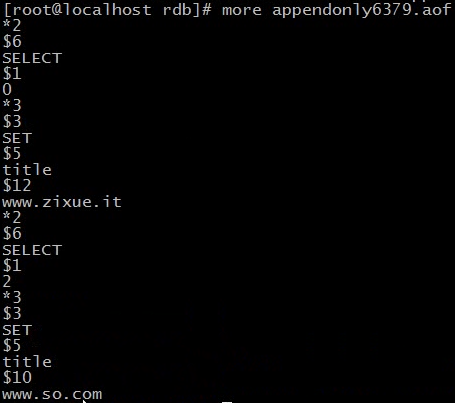 [root@localhost rdb]# more appendonly6379.aof
*2
$6
SELECT
$1
0
*3
$3
SET
$5
title
$12
www.zixue.it
*2
$6
SELECT
$1
2
*3
$3
SET
$5
title
$10
www.so.com